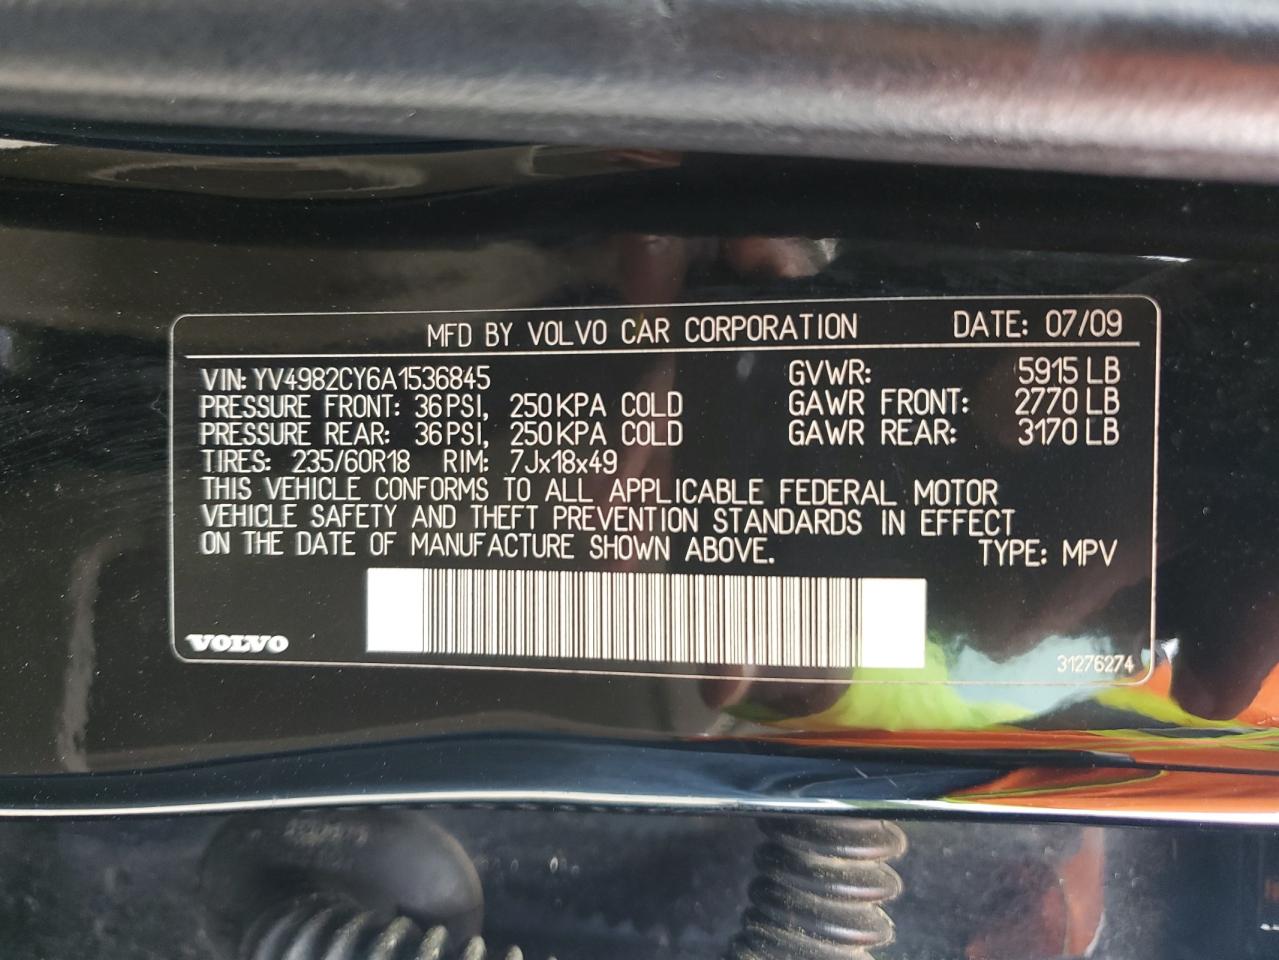 MFD BY VOLVO CAR CORPORATION DATE: 07/09
VIN: YV4982CY6A1536845 GVWR: 5915 LB
PRESSURE FRONT: 36 PSI, 250 KPA COLD GAWR FRONT: 2770 LB
PRESSURE REAR: 36 PSI, 250 KPA COLD GAWR REAR: 3170 LB
TIRES: 235/60R18 RIM: 7Jx18x49
THIS VEHICLE CONFORMS TO ALL APPLICABLE FEDERAL MOTOR
VEHICLE SAFETY AND THEFT PREVENTION STANDARDS IN EFFECT
ON THE DATE OF MANUFACTURE SHOWN ABOVE. TYPE: MPV
VOLVO 31276274